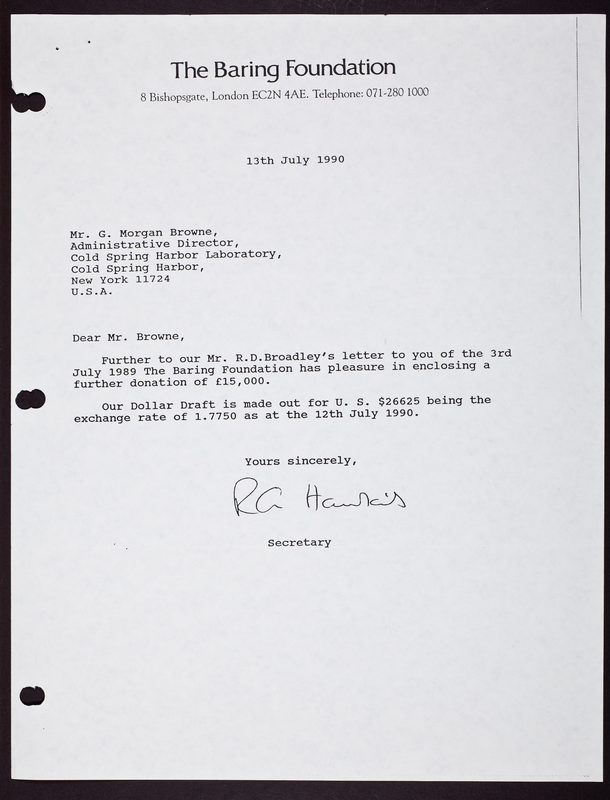 The Baring Foundation
8 Bishopsgate, London EC2N 4AE. Telephone: 071-280 1000
13th July 1990
Mr. G. Morgan Browne,
Administrative Director,
Cold Spring Harbor Laboratory,
Cold Spring Harbor,
New York 11724
U.S.A.
Dear Mr. Browne,
Further to our Mr. R.D.Broadley's letter to you of the 3rd
July 1989 The Baring Foundation has pleasure in enclosing a
further donation of £15,000.
Our Dollar Draft is made out for U. S. $26625 being the
exchange rate of 1.7750 as at the 12th July 1990.
Yours sincerely,
Secretary